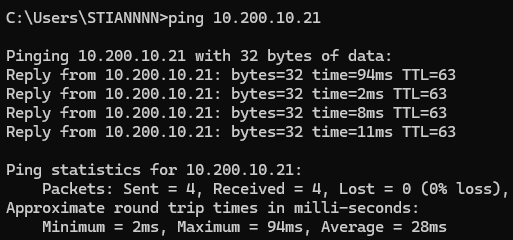 C:\Users\STIANNNN>ping 10.200.10.21
Pinging 10.200.10.21 with 32 bytes of data:
Reply from 10.200.10.21: bytes=32 time=94ms TTL=63
Reply from 10.200.10.21: bytes=32 time=2ms TTL=63
Reply from 10.200.10.21: bytes=32 time=8ms TTL=63
Reply from 10.200.10.21: bytes=32 time=11ms TTL=63
Ping statistics for 10.200.10.21:
    Packets: Sent = 4, Received = 4, Lost = 0 (0% loss),
Approximate round trip times in milli-seconds:
    Minimum = 2ms, Maximum = 94ms, Average = 28ms